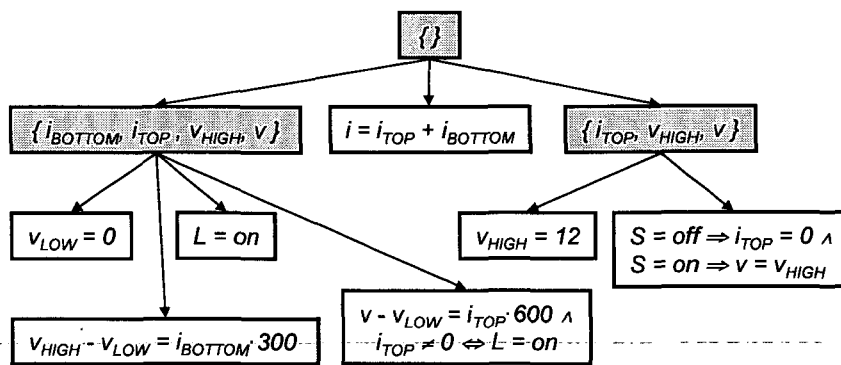 { }
{ i_BOTTOM, i_TOP, v_HIGH, v }
i = i_TOP + i_BOTTOM
{ i_TOP, v_HIGH, v }
v_LOW = 0
L = on
v_HIGH = 12
S = off ⇒ i_TOP = 0 ∧
S = on ⇒ v = v_HIGH
v_HIGH - v_LOW = i_BOTTOM · 300
v - v_LOW = i_TOP · 600 ∧
i_TOP ≠ 0 ⇔ L = on